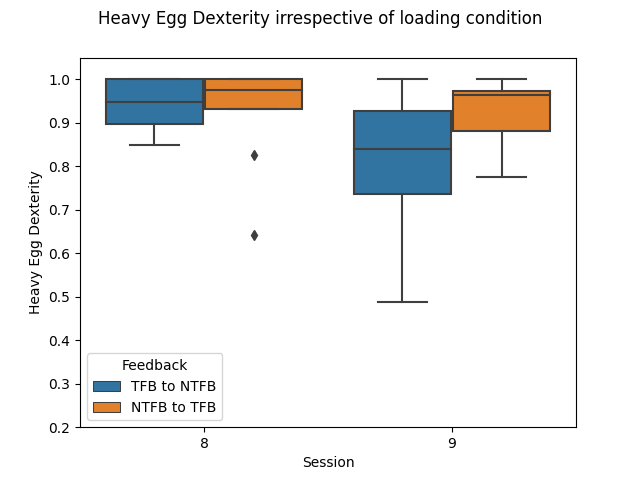 Heavy Egg Dexterity irrespective of loading condition
1.0
0.9
0.8
0.7
0.6
0.5
0.4
0.3
0.2
Heavy Egg Dexterity
Feedback
TFB to NTFB
NTFB to TFB
8
9
Session